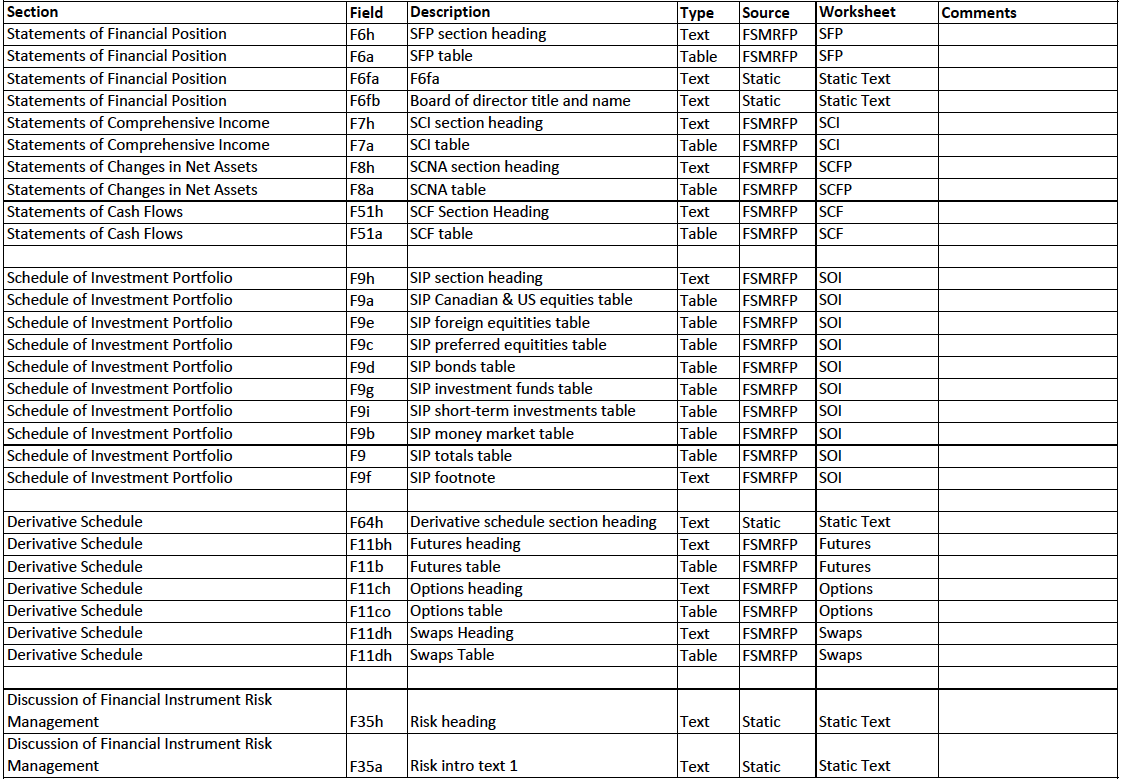 Section Field Description Type Source Worksheet Comments
Statements of Financial Position F6h SFP section heading Text FSMRFP SFP
Statements of Financial Position F6a SFP table Table FSMRFP SFP
Statements of Financial Position F6fa F6fa Text Static Static Text
Statements of Financial Position F6fb Board of director title and name Text Static Static Text
Statements of Comprehensive Income F7h SCI section heading Text FSMRFP SCI
Statements of Comprehensive Income F7a SCI table Table FSMRFP SCI
Statements of Changes in Net Assets F8h SCNA section heading Text FSMRFP SCFP
Statements of Changes in Net Assets F8a SCNA table Table FSMRFP SCFP
Statements of Cash Flows F51h SCF Section Heading Text FSMRFP SCF
Statements of Cash Flows F51a SCF table Table FSMRFP SCF
Schedule of Investment Portfolio F9h SIP section heading Text FSMRFP SOI
Schedule of Investment Portfolio F9a SIP Canadian & US equities table Table FSMRFP SOI
Schedule of Investment Portfolio F9e SIP foreign equitities table Table FSMRFP SOI
Schedule of Investment Portfolio F9c SIP preferred equitities table Table FSMRFP SOI
Schedule of Investment Portfolio F9d SIP bonds table Table FSMRFP SOI
Schedule of Investment Portfolio F9g SIP investment funds table Table FSMRFP SOI
Schedule of Investment Portfolio F9i SIP short-term investments table Table FSMRFP SOI
Schedule of Investment Portfolio F9b SIP money market table Table FSMRFP SOI
Schedule of Investment Portfolio F9 SIP totals table Table FSMRFP SOI
Schedule of Investment Portfolio F9f SIP footnote Text FSMRFP SOI
Derivative Schedule F64h Derivative schedule section heading Text Static Static Text
Derivative Schedule F11bh Futures heading Text FSMRFP Futures
Derivative Schedule F11b Futures table Table FSMRFP Futures
Derivative Schedule F11ch Options heading Text FSMRFP Options
Derivative Schedule F11co Options table Table FSMRFP Options
Derivative Schedule F11dh Swaps Heading Text FSMRFP Swaps
Derivative Schedule F11dh Swaps Table Table FSMRFP Swaps
Discussion of Financial Instrument Risk
Management F35h Risk heading Text Static Static Text
Discussion of Financial Instrument Risk
Management F35a Risk intro text 1 Text Static Static Text